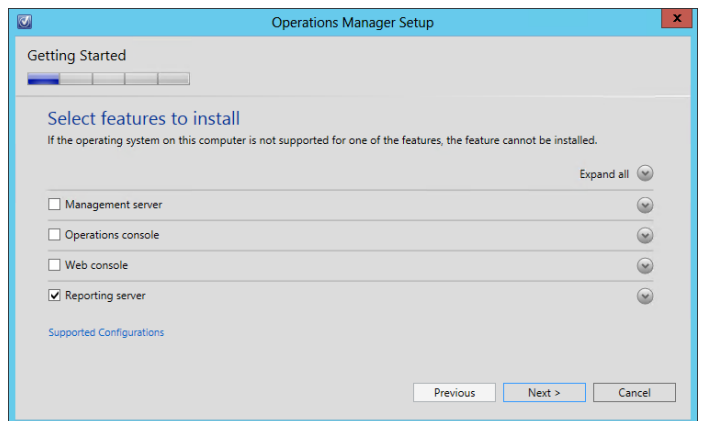 Operations Manager Setup
x
Getting Started
Select features to install
If the operating system on this computer is not supported for one of the features, the feature cannot be installed.
Expand all
Management server
Operations console
Web console
Reporting server
Supported Configurations
Previous Next > Cancel